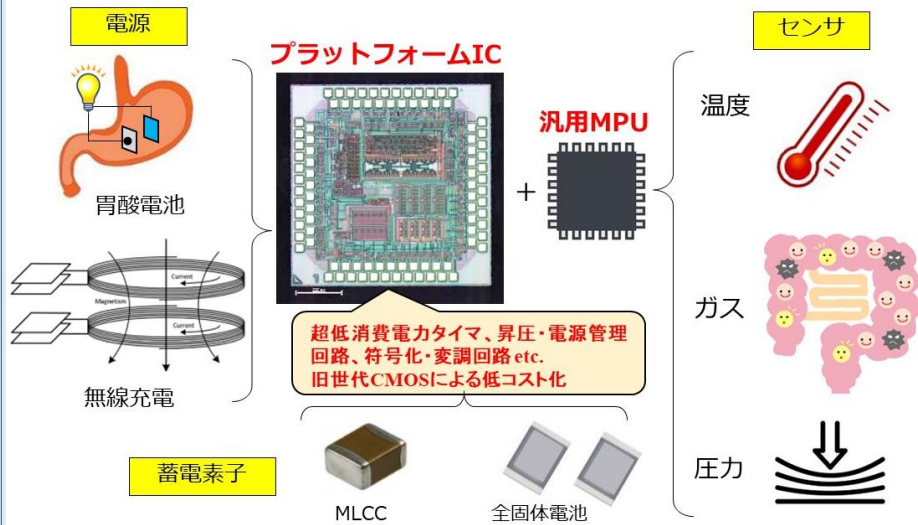 電源
センサ
プラットフォームIC
汎用MPU
+
温度
胃酸電池
Current
Magnetism
Current
無線充電
ガス
超低消費電力タイマ、昇圧・電源管理
回路、符号化・変調回路 etc.
旧世代CMOSによる低コスト化
圧力
蓄電素子
MLCC
全固体電池